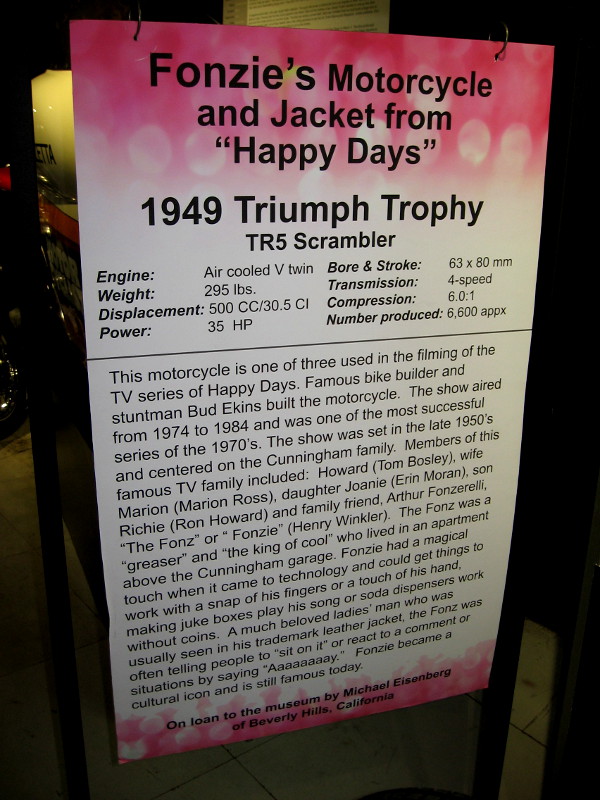 Fonzie's Motorcycle
and Jacket from
"Happy Days"
1949 Triumph Trophy
TR5 Scrambler
Engine: Air cooled V twin
Weight: 295 lbs.
Displacement: 500 CC/30.5 CI
Power: 35 HP
Bore & Stroke: 63 x 80 mm
Transmission: 4-speed
Compression: 6.0:1
Number produced: 6,600 appx
This motorcycle is one of three used in the filming of the
TV series of Happy Days. Famous bike builder and
stuntman Bud Ekins built the motorcycle. The show aired
from 1974 to 1984 and was one of the most successful
series of the 1970's. The show was set in the late 1950's
and centered on the Cunningham family. Members of this
famous TV family included: Howard (Tom Bosley), wife
Marion (Marion Ross), daughter Joanie (Erin Moran), son
Richie (Ron Howard) and family friend, Arthur Fonzerelli,
"The Fonz" or " Fonzie" (Henry Winkler). The Fonz was a
"greaser" and "the king of cool" who lived in an apartment
above the Cunningham garage. Fonzie had a magical
touch when it came to technology and could get things to
work with a snap of his fingers or a touch of his hand,
making juke boxes play his song or soda dispensers work
without coins. A much beloved ladies' man who was
usually seen in his trademark leather jacket, the Fonz was
often telling people to "sit on it" or react to a comment or
situations by saying "Aaaaaaaay." Fonzie became a
cultural icon and is still famous today.
On loan to the museum by Michael Eisenberg
of Beverly Hills, California
ETTA